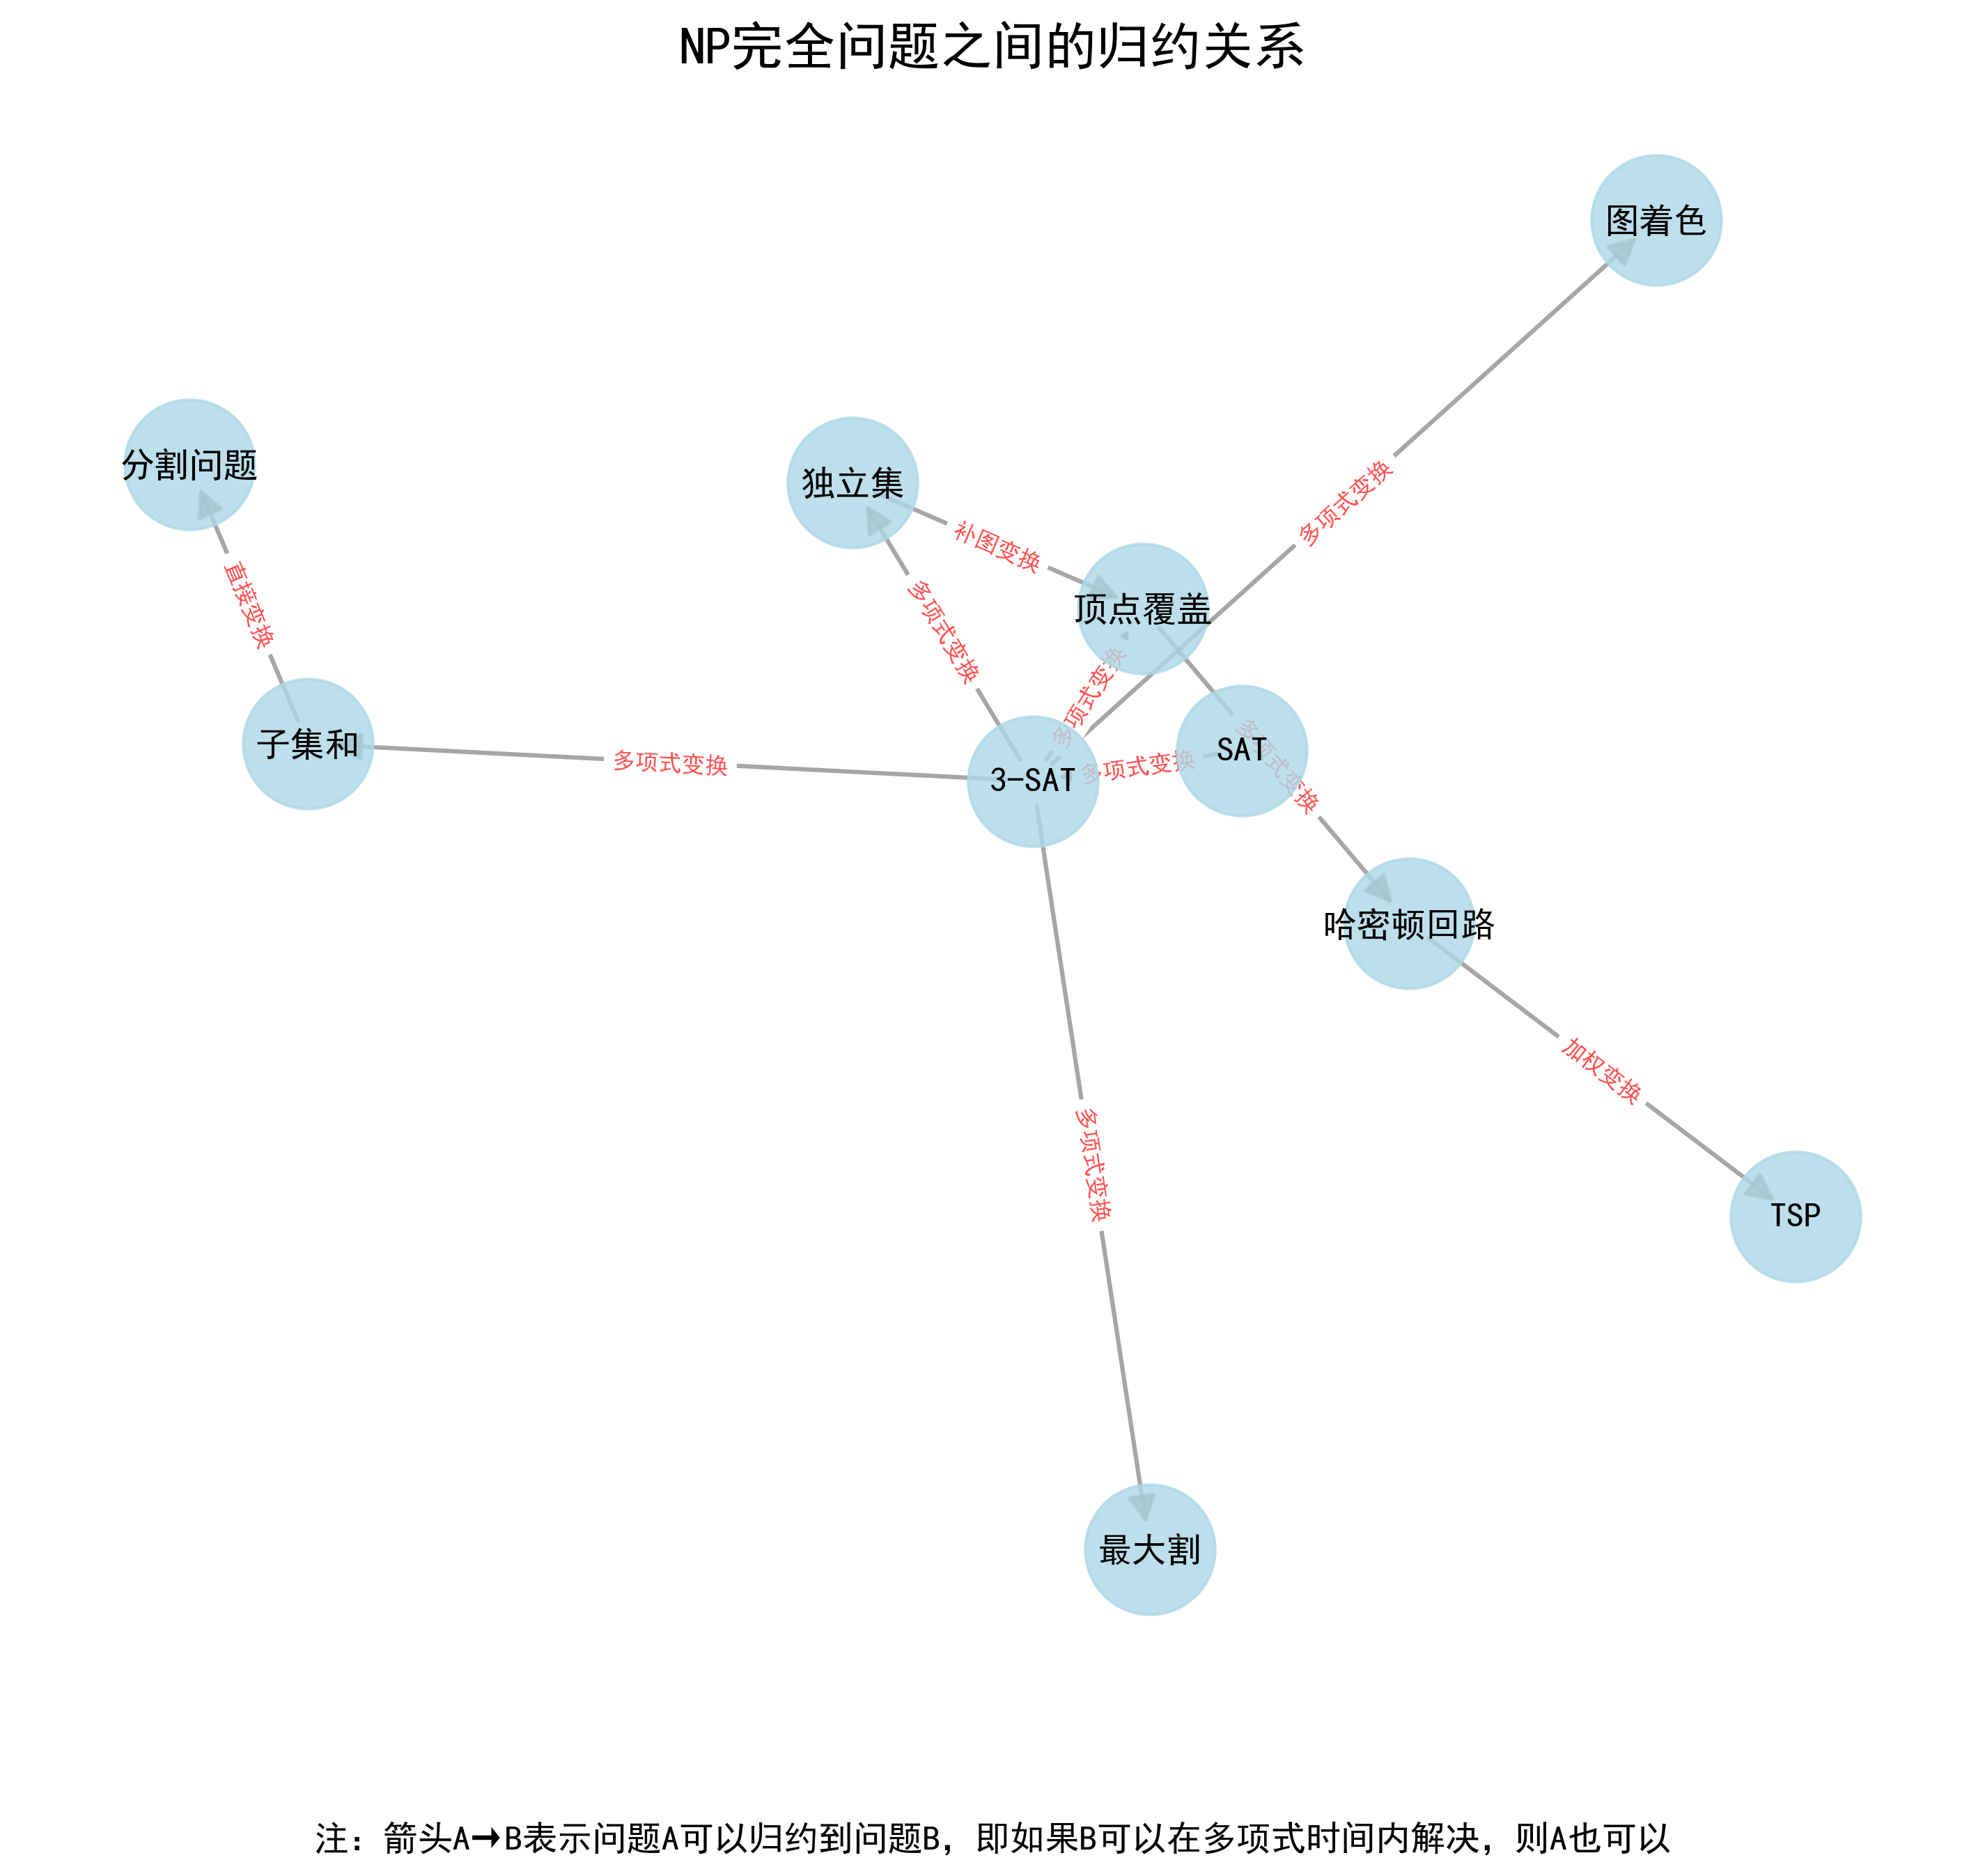 NP完全问题之间的归约关系
图着色
分割问题
多项式变换
独立集
补图变换
直接变换
顶点覆盖
多项式变换
多项式变换
子集和
多项式变换
3-SAT
多项式变换
SAT
多项式变换
哈密顿回路
加权变换
多项式变换
TSP
最大割
注：箭头A→B表示问题A可以归约到问题B，即如果B可以在多项式时间内解决，则A也可以